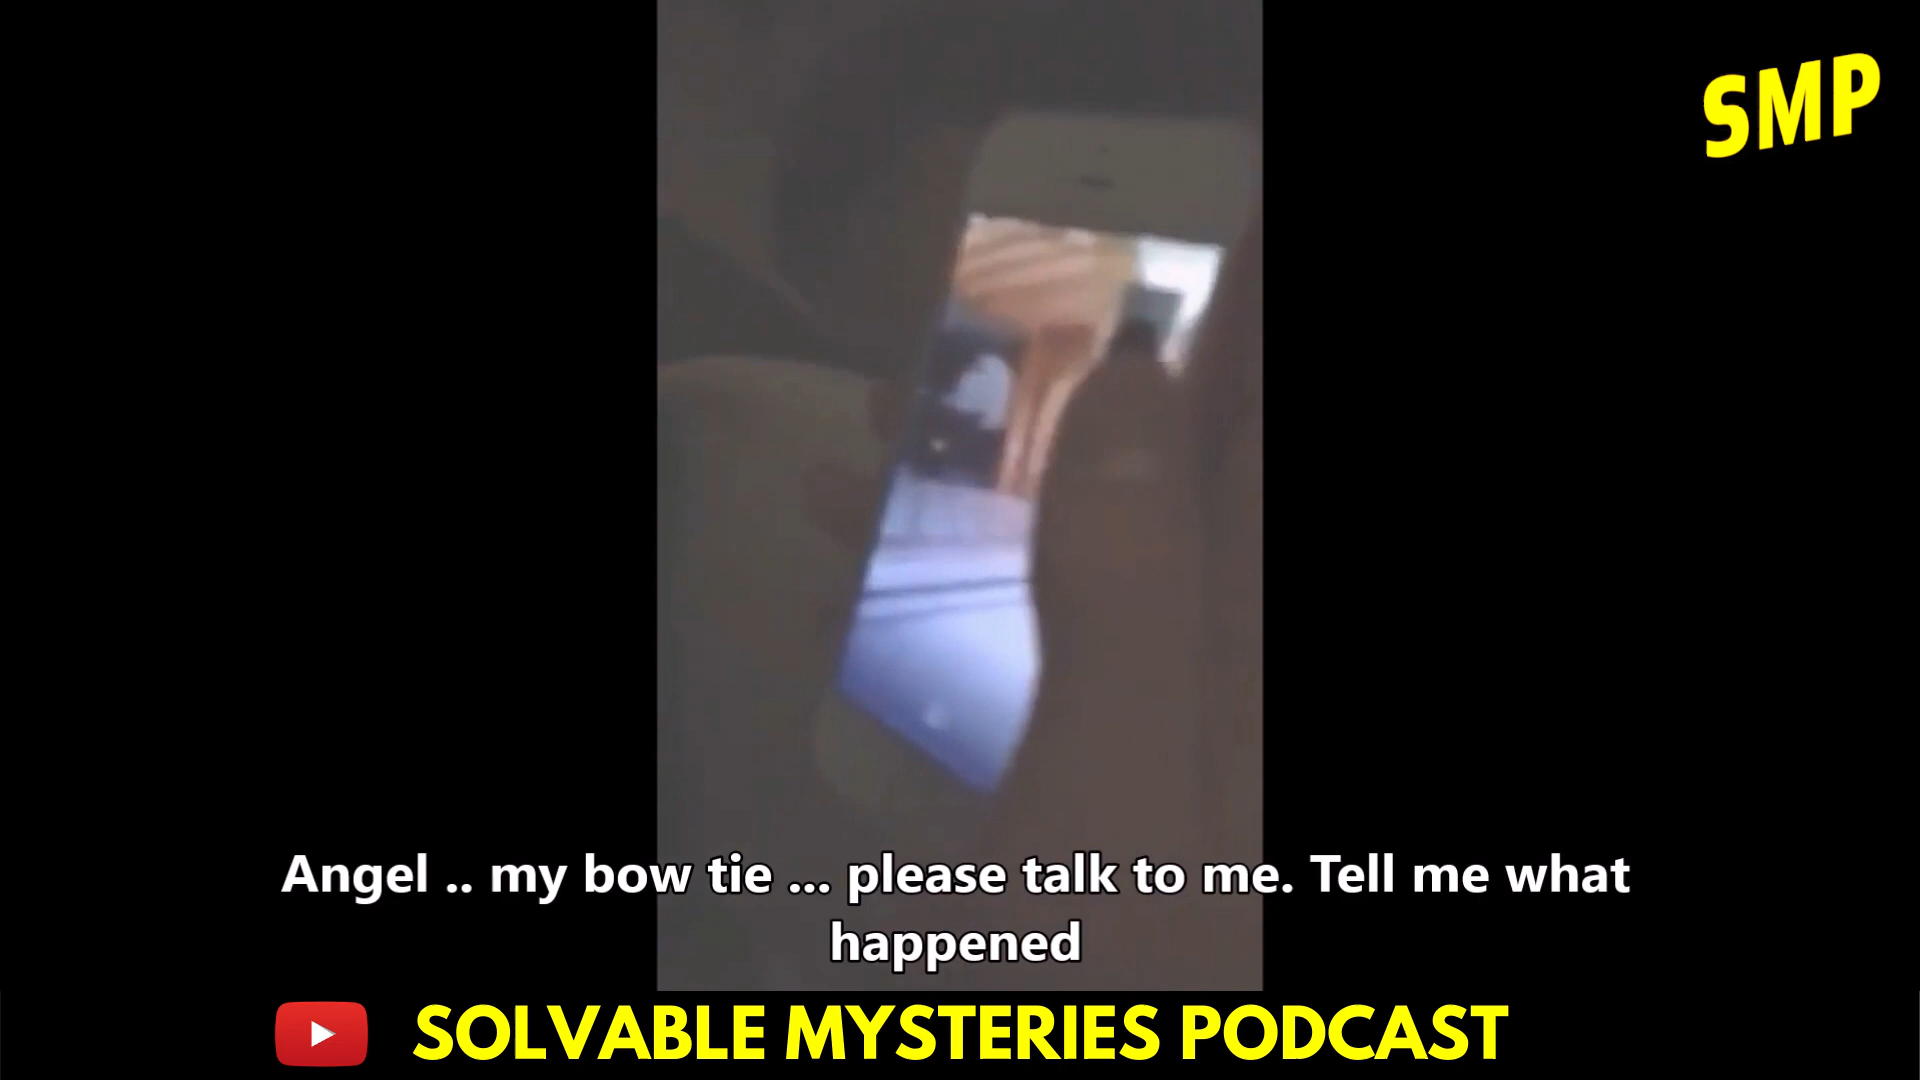 SMP
Angel .. my bow tie ... please talk to me. Tell me what
happened
SOLVABLE MYSTERIES PODCAST